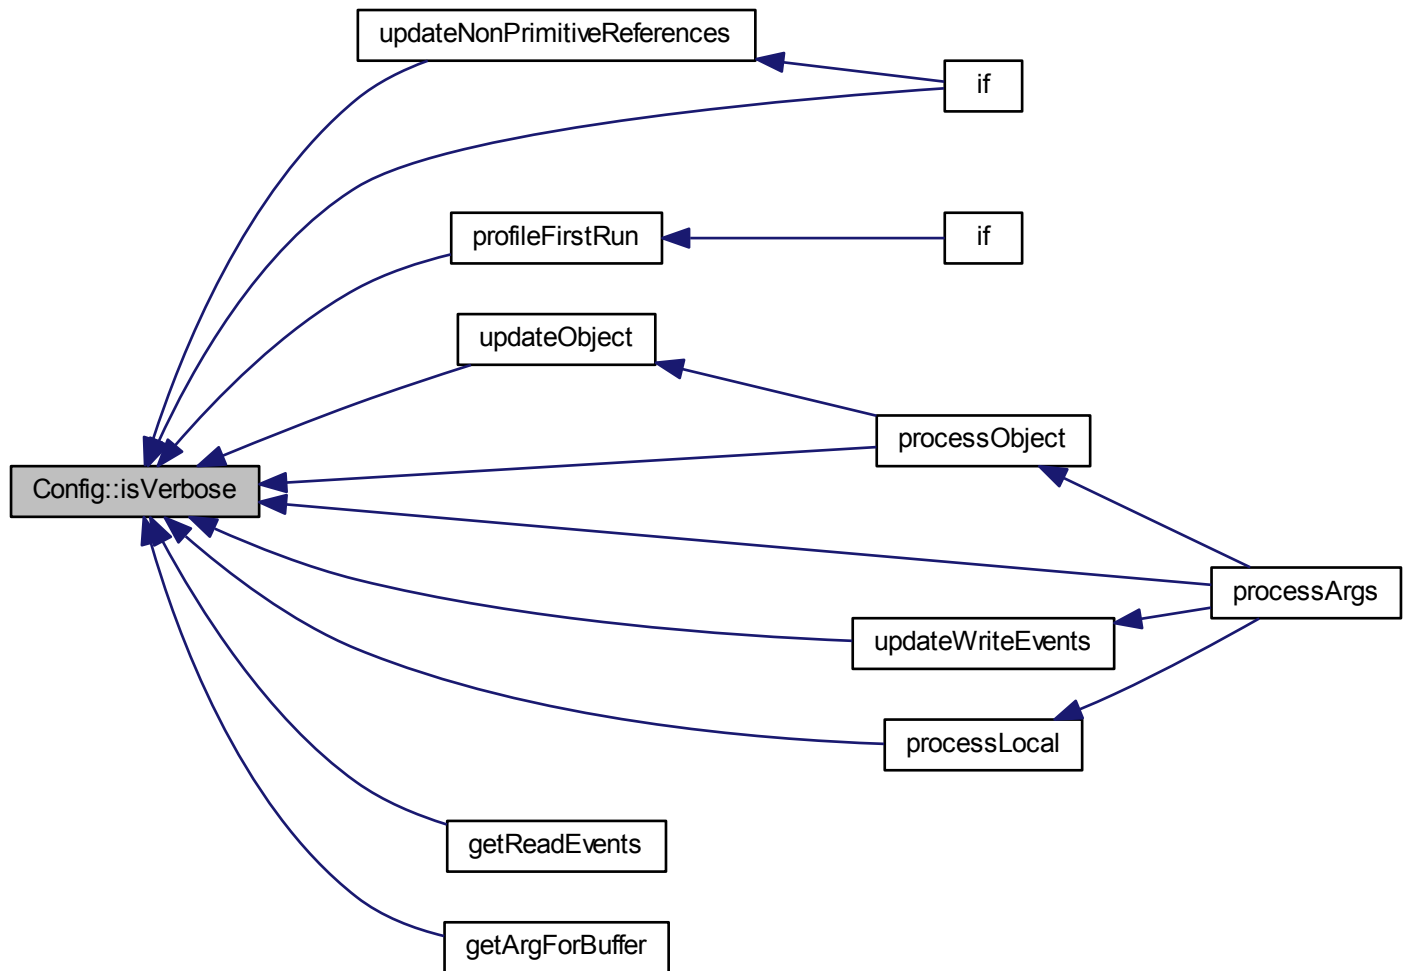 updateNonPrimitiveReferences
if
profileFirstRun
if
updateObject
processObject
Config::isVerbose
processArgs
updateWriteEvents
processLocal
getReadEvents
getArgForBuffer